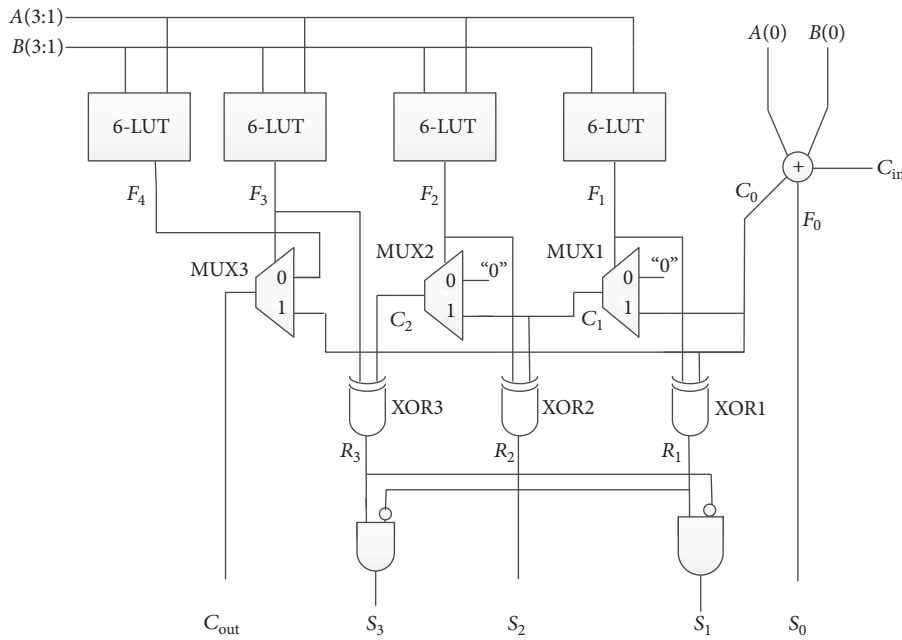 A(3:1)
B(3:1)
A(0) B(0)
6-LUT 6-LUT 6-LUT 6-LUT
+
C_in
F_4 F_3 F_2 F_1 C_0 F_0
MUX3 MUX2 MUX1
0 0 "0" 0 "0"
1 1 1
C_2 C_1
XOR3 XOR2 XOR1
R_3 R_2 R_1
C_out S_3 S_2 S_1 S_0